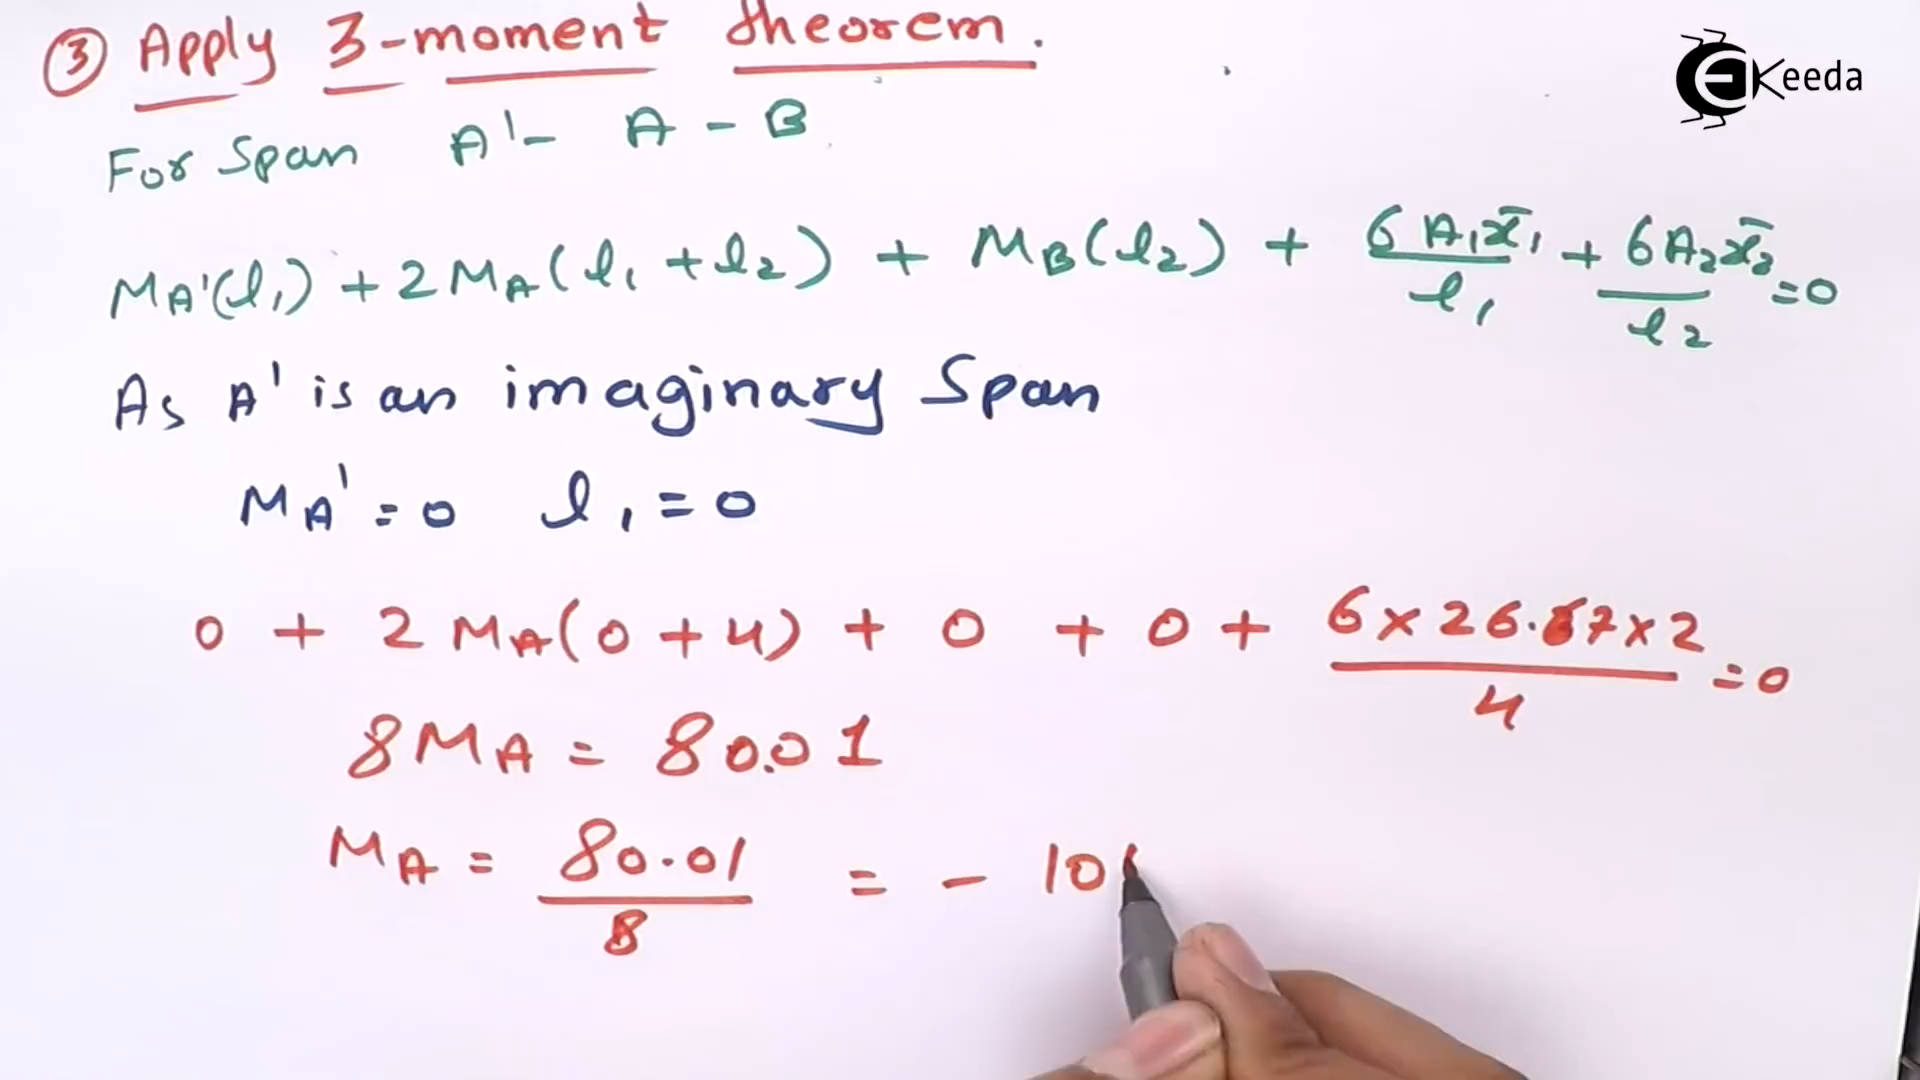 ③ Apply 3-moment theorem.
EKeeda
For Span A'- A - B
MA'(l₁) + 2MA(l₁ + l₂) + MB(l₂) + 6A₁x̄₁/l₁ + 6A₂x̄₂/l₂ = 0
As A' is an imaginary Span
MA' = 0 l₁ = 0
0 + 2MA(0 + 4) + 0 + 0 + 6 × 26.67 × 2/4 = 0
8MA = 80.01
MA = 80.01/8 = - 10